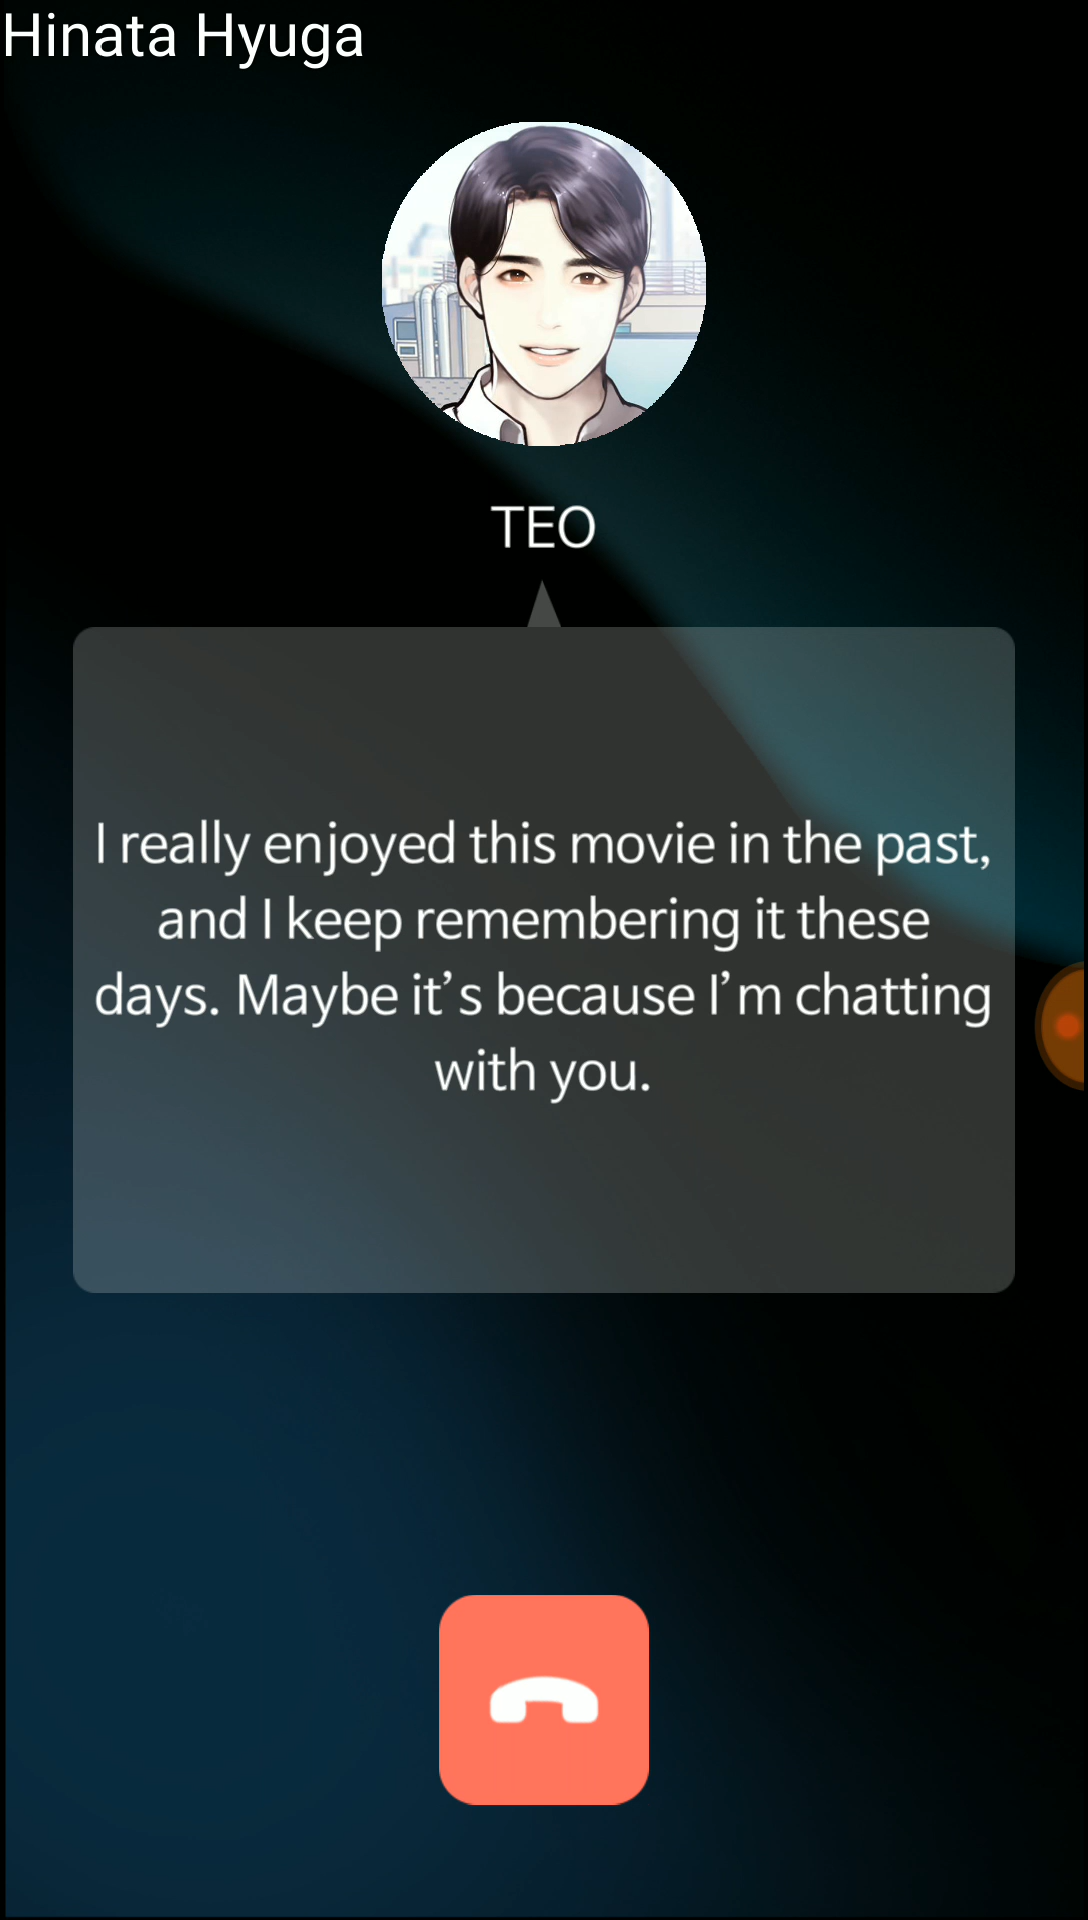 Hinata Hyuga
TEO
I really enjoyed this movie in the past,
and I keep remembering it these
days. Maybe it’s because I’m chatting
with you.